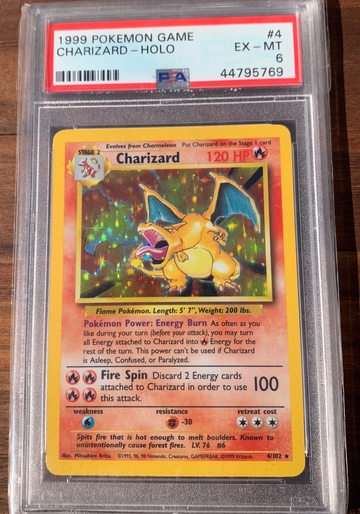 1999 POKEMON GAME #4
CHARIZARD - HOLO EX - MT
6
PSA 44795769
Evolves from Charmeleon Put Charizard on the Stage 1 card
STAGE 2
Charizard 120 HP
Flame Pokémon. Length: 5' 7", Weight: 200 lbs.
Pokémon Power: Energy Burn As often as you
like during your turn (before your attack), you may turn
all Energy attached to Charizard into Energy for
the rest of the turn. This power can't be used if Charizard
is Asleep, Confused, or Paralyzed.
Fire Spin Discard 2 Energy cards
attached to Charizard in order to use 100
this attack.
weakness resistance retreat cost
-30
Spits fire that is hot enough to melt boulders. Known to
unintentionally cause forest fires. LV. 76 #6
Illus. Mitsuhiro Arita ©1995, 96, 98 Nintendo, Creatures, GAMEFREAK. ©1999 Wizards. 4/102 ★